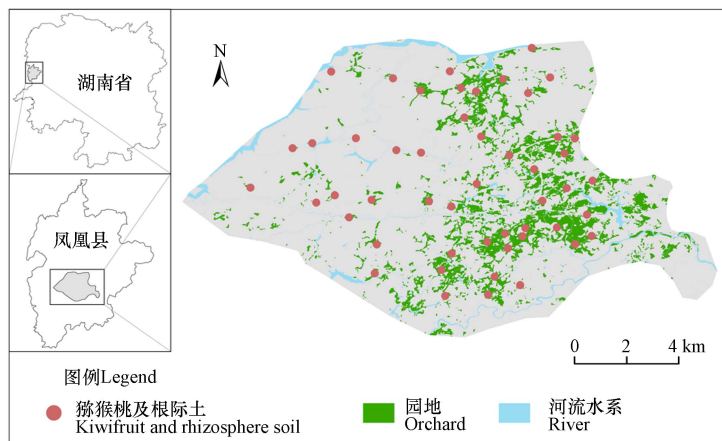 湖南省
凤凰县
N
0 2 4 km
图例Legend
猕猴桃及根际土
Kiwifruit and rhizosphere soil
园地
Orchard
河流水系
River